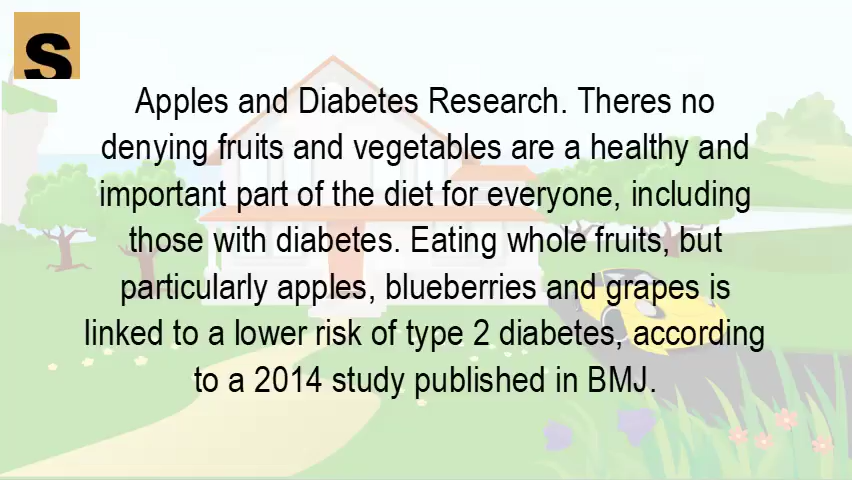 S
Apples and Diabetes Research. Theres no
denying fruits and vegetables are a healthy and
important part of the diet for everyone, including
those with diabetes. Eating whole fruits, but
particularly apples, blueberries and grapes is
linked to a lower risk of type 2 diabetes, according
to a 2014 study published in BMJ.